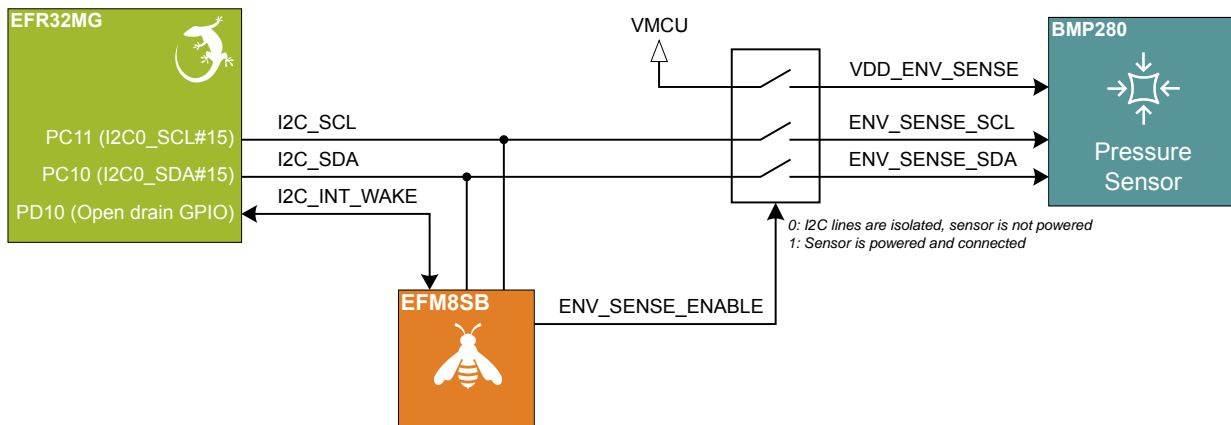 EFR32MG
BMP280
VMCU
VDD_ENV_SENSE
PC11 (I2C0_SCL#15)
I2C_SCL
ENV_SENSE_SCL
PC10 (I2C0_SDA#15)
I2C_SDA
ENV_SENSE_SDA
Pressure
Sensor
PD10 (Open drain GPIO)
I2C_INT_WAKE
0: I2C lines are isolated, sensor is not powered
1: Sensor is powered and connected
EFM8SB
ENV_SENSE_ENABLE